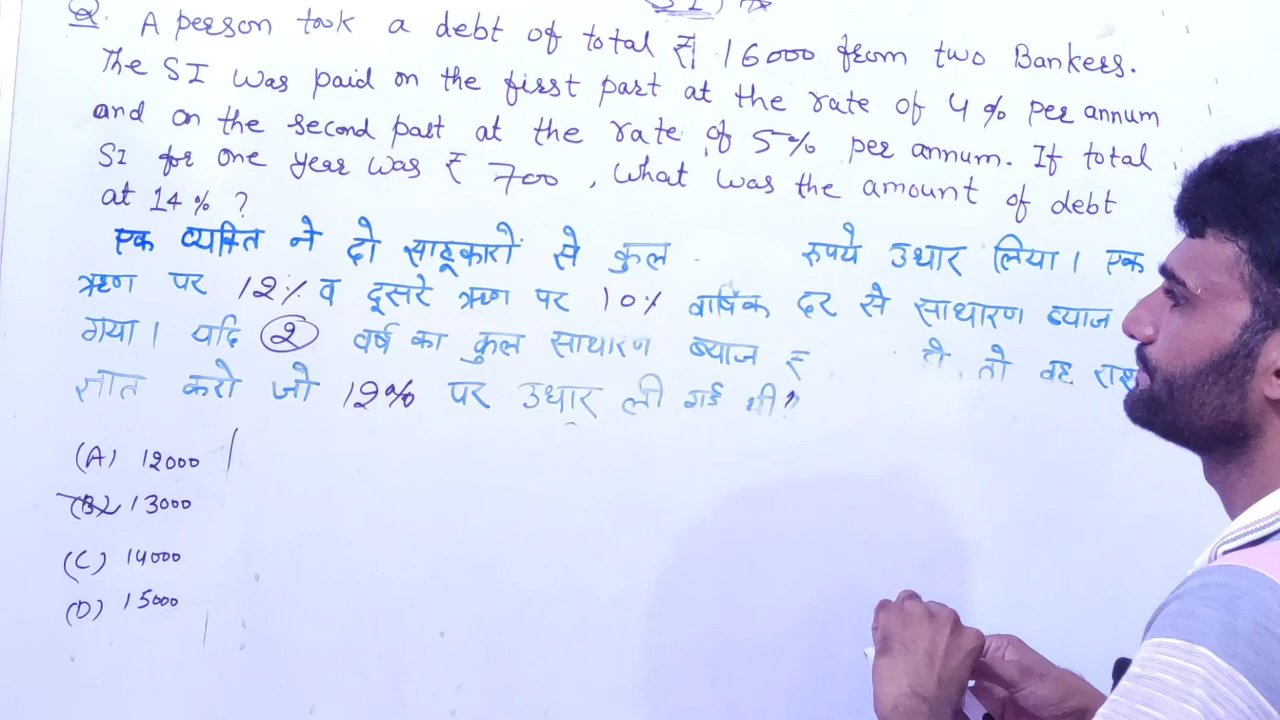 Q. A person took a debt of total ₹ 16000 from two Bankers.
The SI was paid on the first part at the rate of 4% per annum
and on the second part at the rate of 5% per annum. If total
SI for one year was ₹ 700, What was the amount of debt
at 14% ?
एक व्यक्ति ने दो साहूकारों से कुल रुपये उधार लिया। एक
ऋण पर 12% व दूसरे ऋण पर 10% वार्षिक दर से साधारण ब्याज
गया। यदि 2 वर्ष का कुल साधारण ब्याज ₹ तो वह
ज्ञात करो जो 12% पर उधार ली गई थी?
(A) 12000
(B) 13000
(C) 14000
(D) 15000